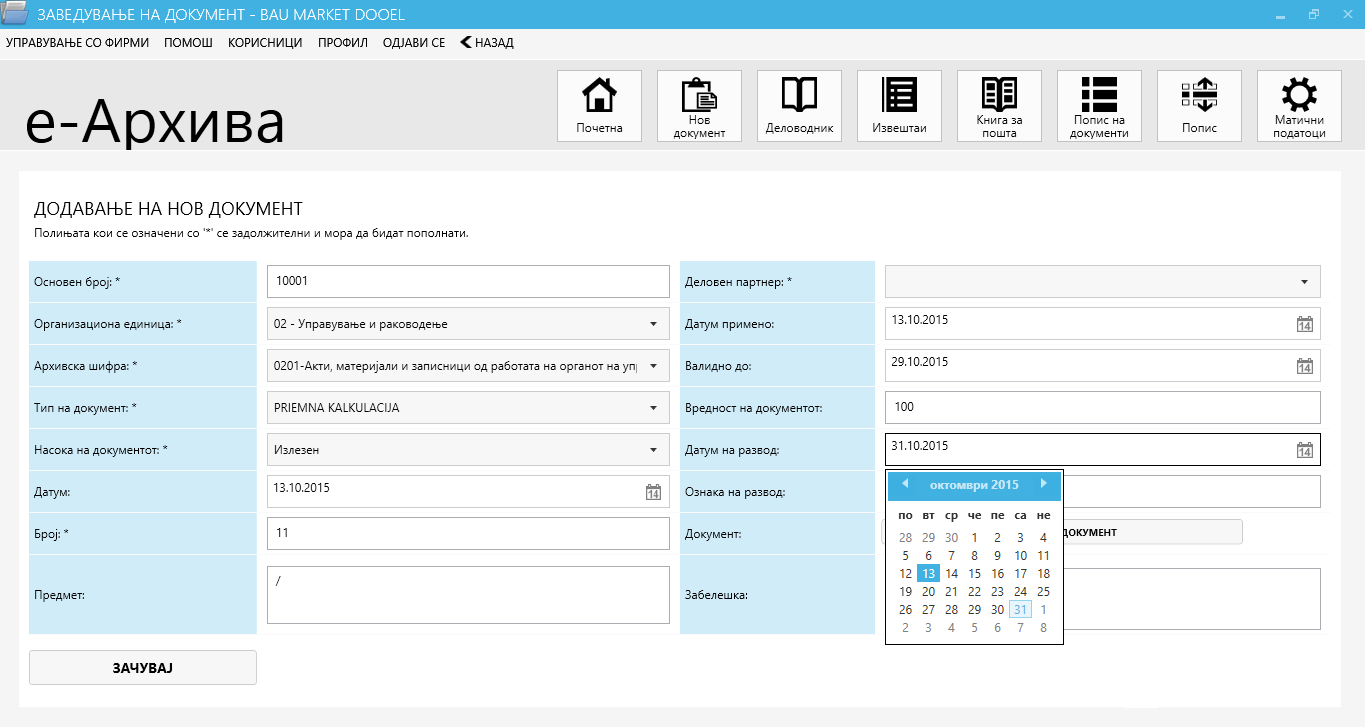 ЗАВЕДУВАЊЕ НА ДОКУМЕНТ - BAU MARKET DOOEL
УПРАВУВАЊЕ СО ФИРМИ ПОМОШ КОРИСНИЦИ ПРОФИЛ ОДЈАВИ СЕ НАЗАД
е-Архива
Почетна
Нов
документ
Деловодник
Извештаи
Книга за
пошта
Попис на
документи
Попис
Матични
податоци
ДОДАВАЊЕ НА НОВ ДОКУМЕНТ
Полињата кои се означени со '*' се задолжителни и мора да бидат пополнати.
Основен број: * 10001
Деловен партнер: *
Организациона единица: * 02 - Управување и раководење
Датум примено: 13.10.2015 14
Архивска шифра: * 0201-Акти, материјали и записници од работата на органот на упр
Валидно до: 29.10.2015 14
Тип на документ: * PRIEMNA KALKULACIJA
Вредност на документот: 100
Насока на документот: * Излезен
Датум на развод: 31.10.2015 14
Датум: 13.10.2015 14
Ознака на развод:
Број: * 11
Документ: ДОКУМЕНТ
Предмет: /
Забелешка:
октомври 2015
по вт ср че пе са не
28 29 30 1 2 3 4
5 6 7 8 9 10 11
12 13 14 15 16 17 18
19 20 21 22 23 24 25
26 27 28 29 30 31 1
2 3 4 5 6 7 8
ЗАЧУВАЈ